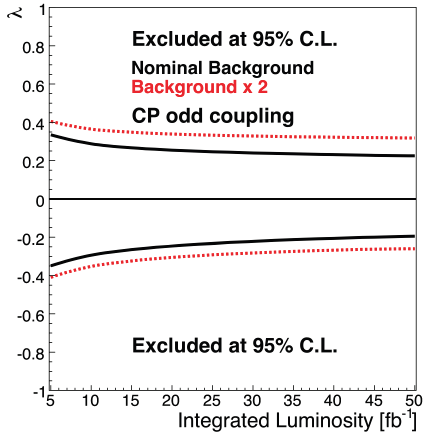 λ
1
Excluded at 95% C.L.
0.8
Nominal Background
0.6
Background x 2
CP odd coupling
0.4
0.2
0
-0.2
-0.4
-0.6
Excluded at 95% C.L.
-0.8
-1
5 10 15 20 25 30 35 40 45 50
Integrated Luminosity [fb⁻¹]